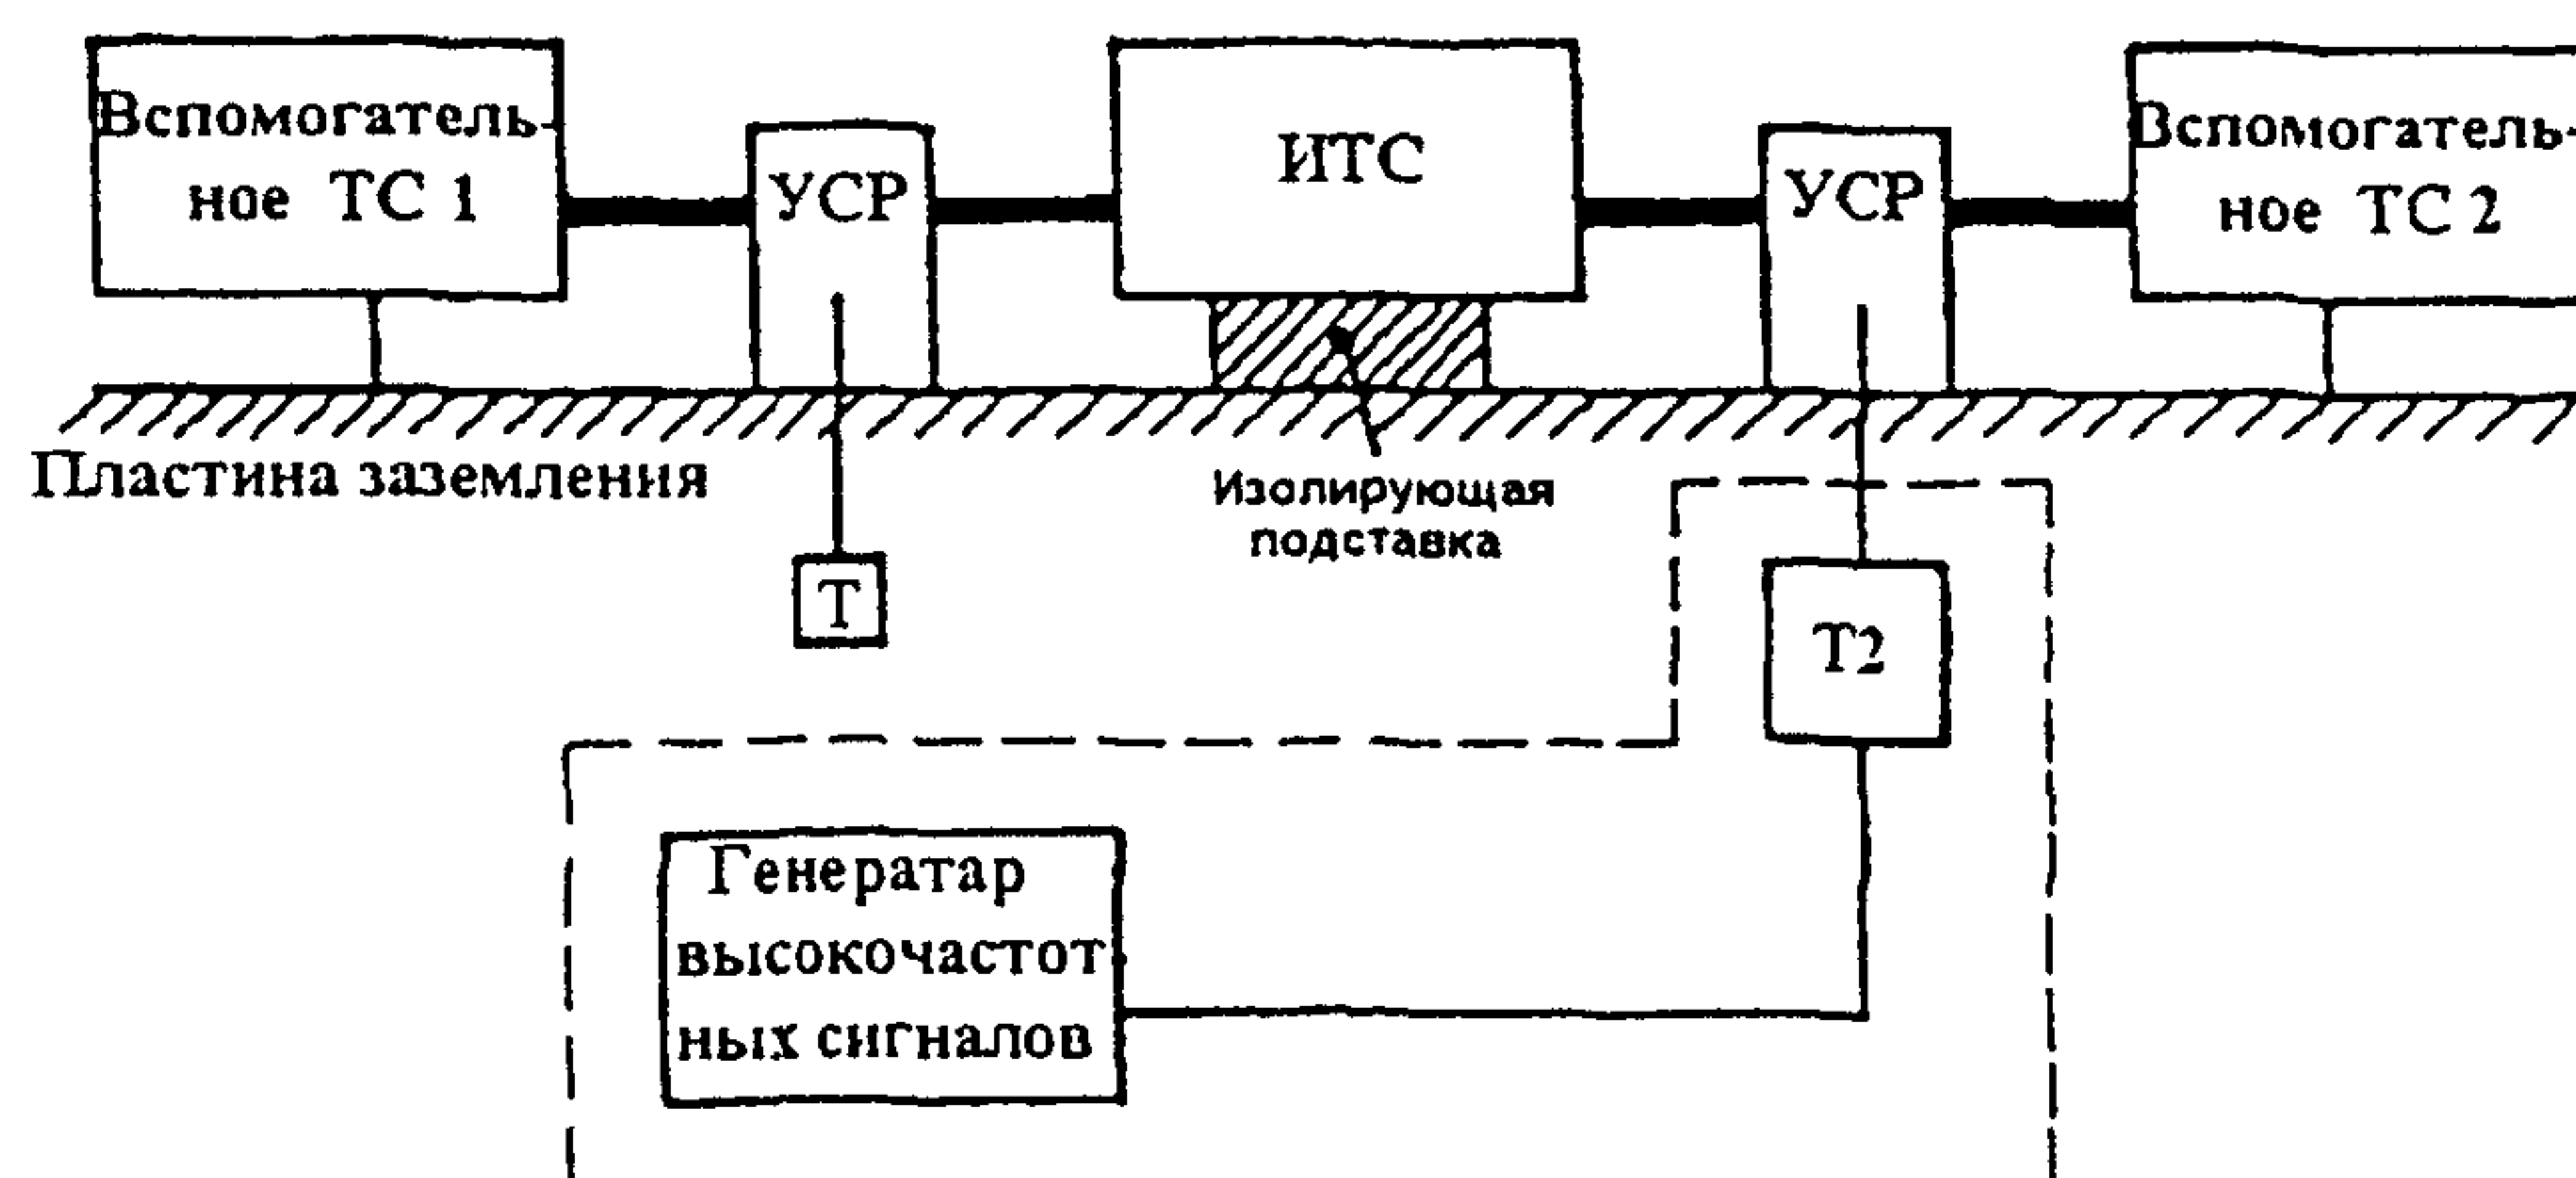 Вспомогатель-
ное ТС 1
УСР
ИТС
УСР
Вспомогатель-
ное ТС 2
Пластина заземления
Изолирующая
подставка
Т
Т2
Генератар
высокочастот
ных сигналов